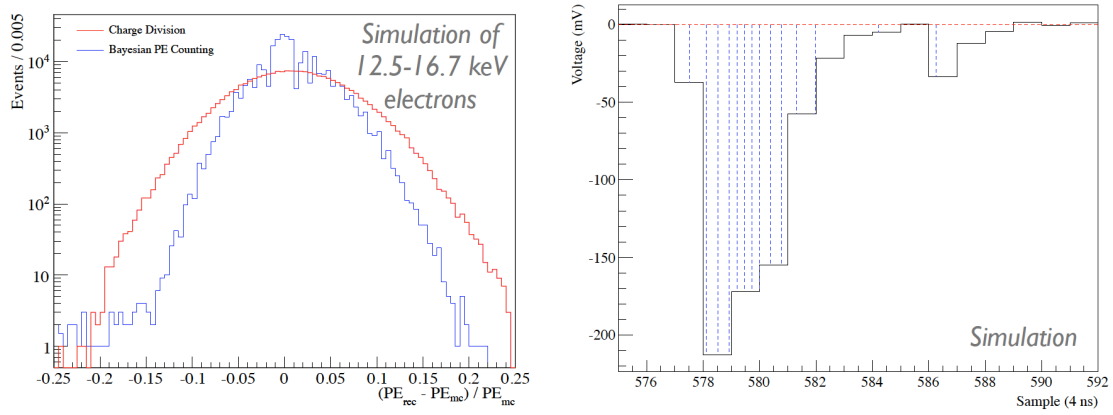 Charge Division
Bayesian PE Counting
Simulation of
12.5-16.7 keV
electrons
Events / 0.005
10^4
10^3
10^2
10
1
-0.25 -0.2 -0.15 -0.1 -0.05 0 0.05 0.1 0.15 0.2 0.25
(PE_rec - PE_mc) / PE_mc
Voltage (mV)
0
-50
-100
-150
-200
Simulation
576 578 580 582 584 586 588 590 592
Sample (4 ns)